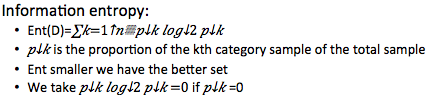 Information entropy:
• Ent(D)=∑k=1↑n▒p↓k log↓2 p↓k
• p↓k is the proportion of the kth category sample of the total sample
• Ent smaller we have the better set
• We take p↓k log↓2 p↓k =0 if p↓k =0